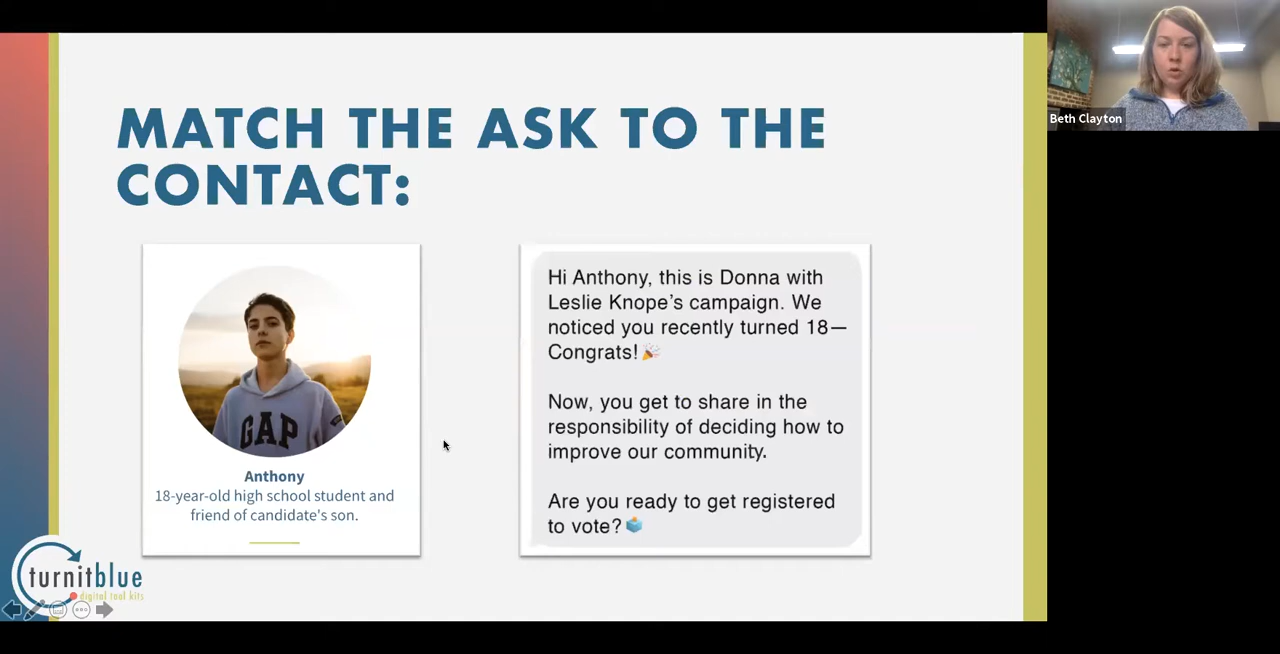 MATCH THE ASK TO THE
CONTACT:
GAP
Anthony
18-year-old high school student and
friend of candidate's son.
Hi Anthony, this is Donna with
Leslie Knope's campaign. We
noticed you recently turned 18—
Congrats! 🎉
Now, you get to share in the
responsibility of deciding how to
improve our community.
Are you ready to get registered
to vote? 🗳️
turnitblue
digital tool kits
Beth Clayton